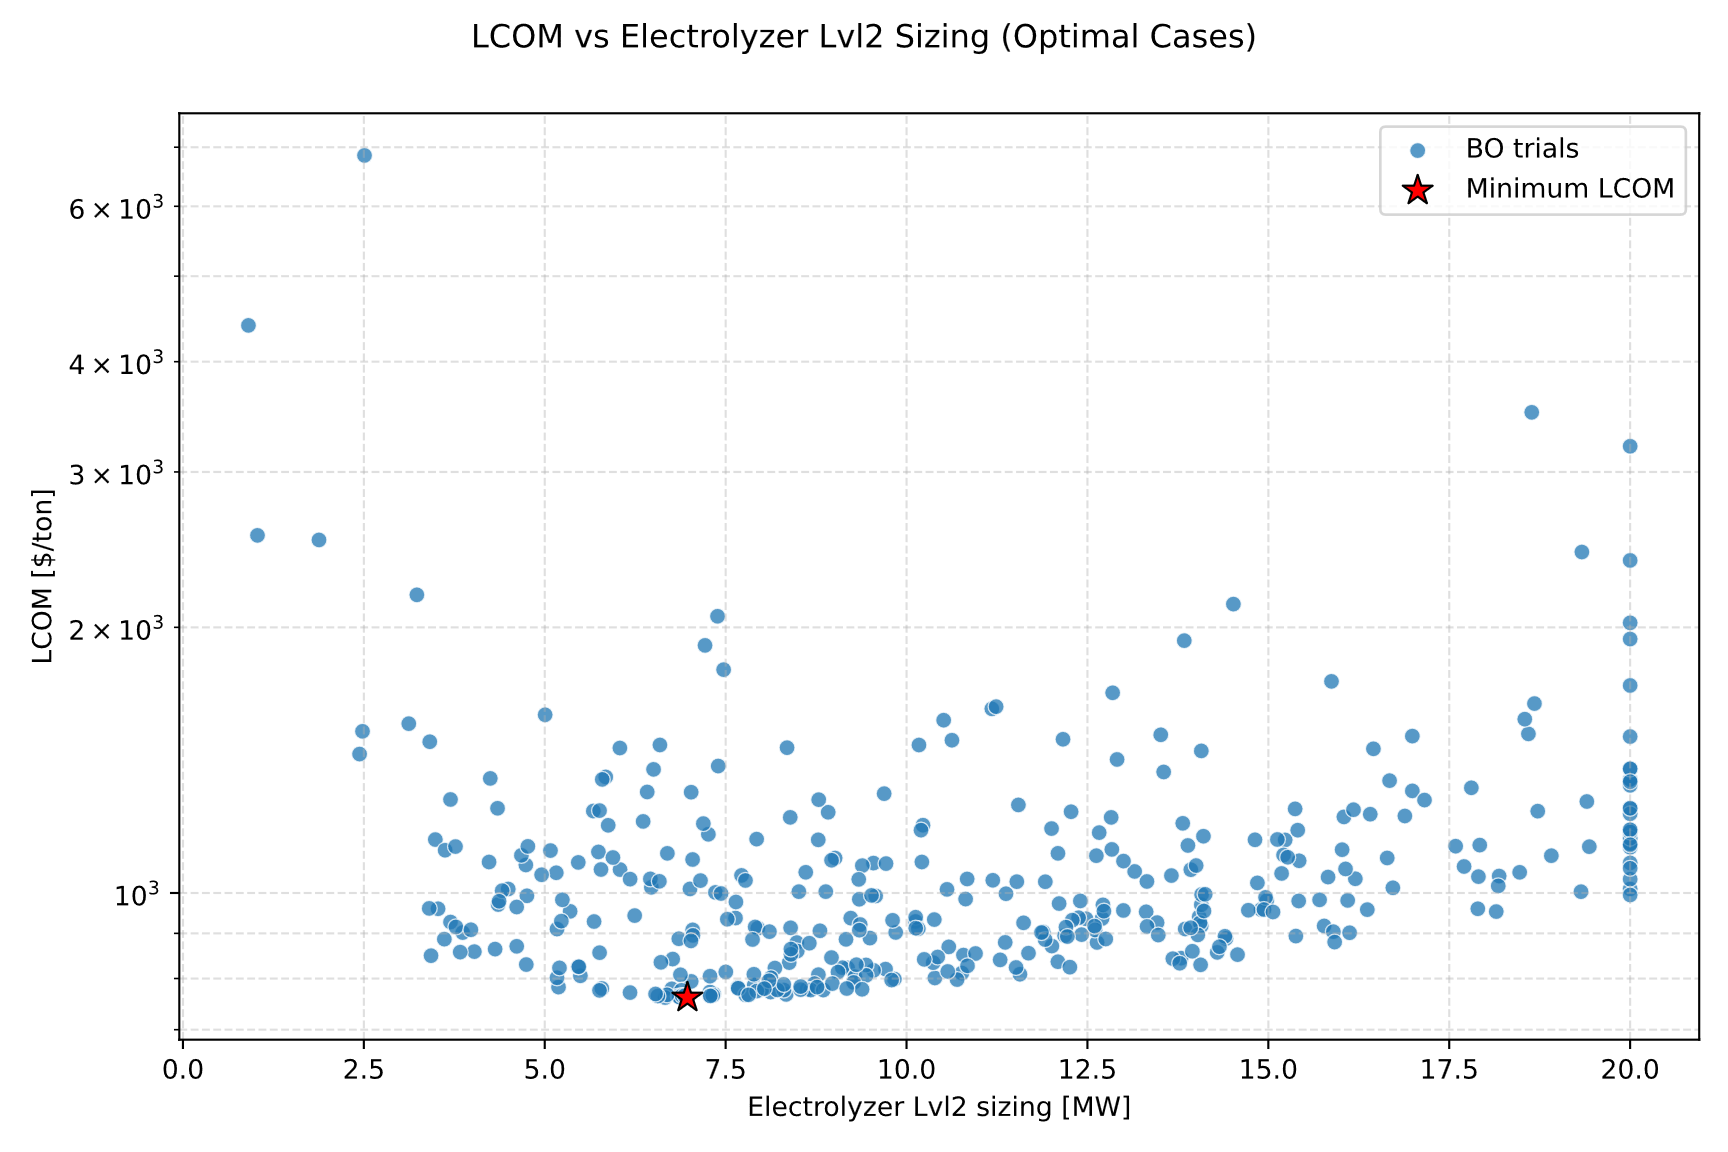 LCOM vs Electrolyzer Lvl2 Sizing (Optimal Cases)
BO trials
Minimum LCOM
6 × 10³
4 × 10³
3 × 10³
2 × 10³
10³
LCOM [$/ton]
0.0 2.5 5.0 7.5 10.0 12.5 15.0 17.5 20.0
Electrolyzer Lvl2 sizing [MW]